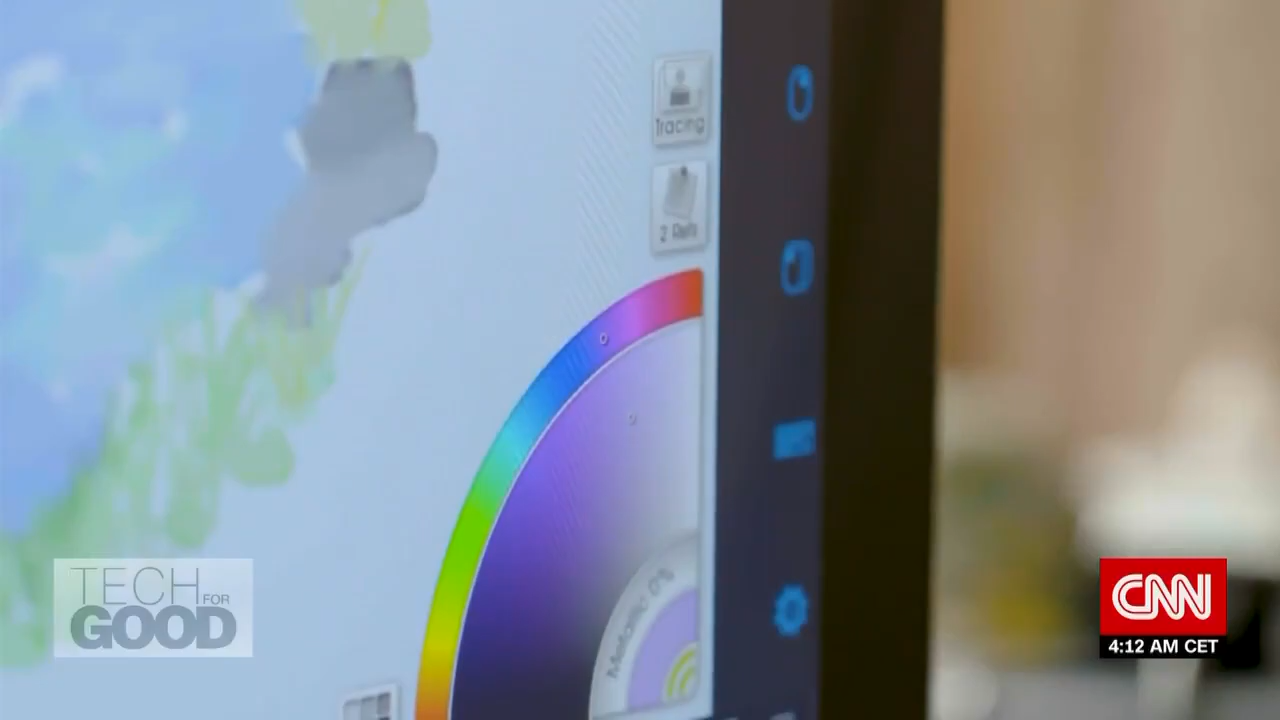 Tracing
2 Refs
Metallic 0%
TECH FOR
GOOD
CNN
4:12 AM CET